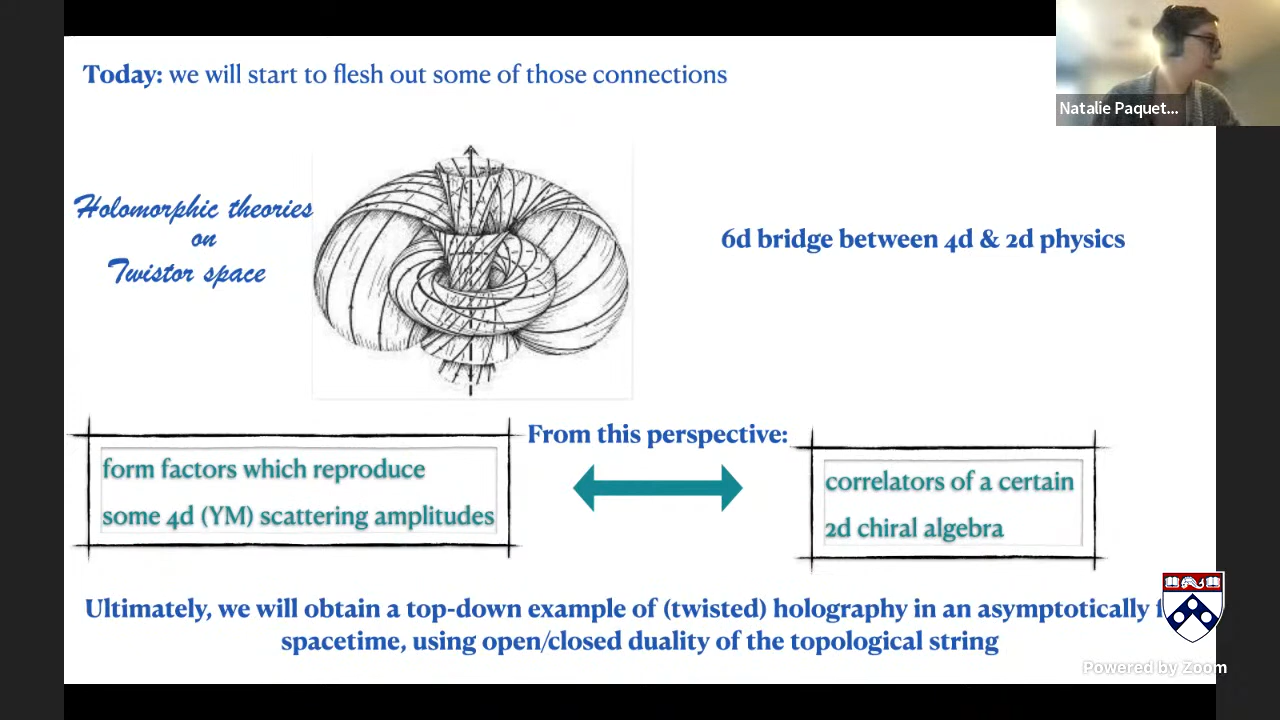 Today: we will start to flesh out some of those connections
Natalie Paquet...
Holomorphic theories
on
Twistor space
6d bridge between 4d & 2d physics
From this perspective:
form factors which reproduce
some 4d (YM) scattering amplitudes
correlators of a certain
2d chiral algebra
Ultimately, we will obtain a top-down example of (twisted) holography in an asymptotically
spacetime, using open/closed duality of the topological string
Powered by Zoom